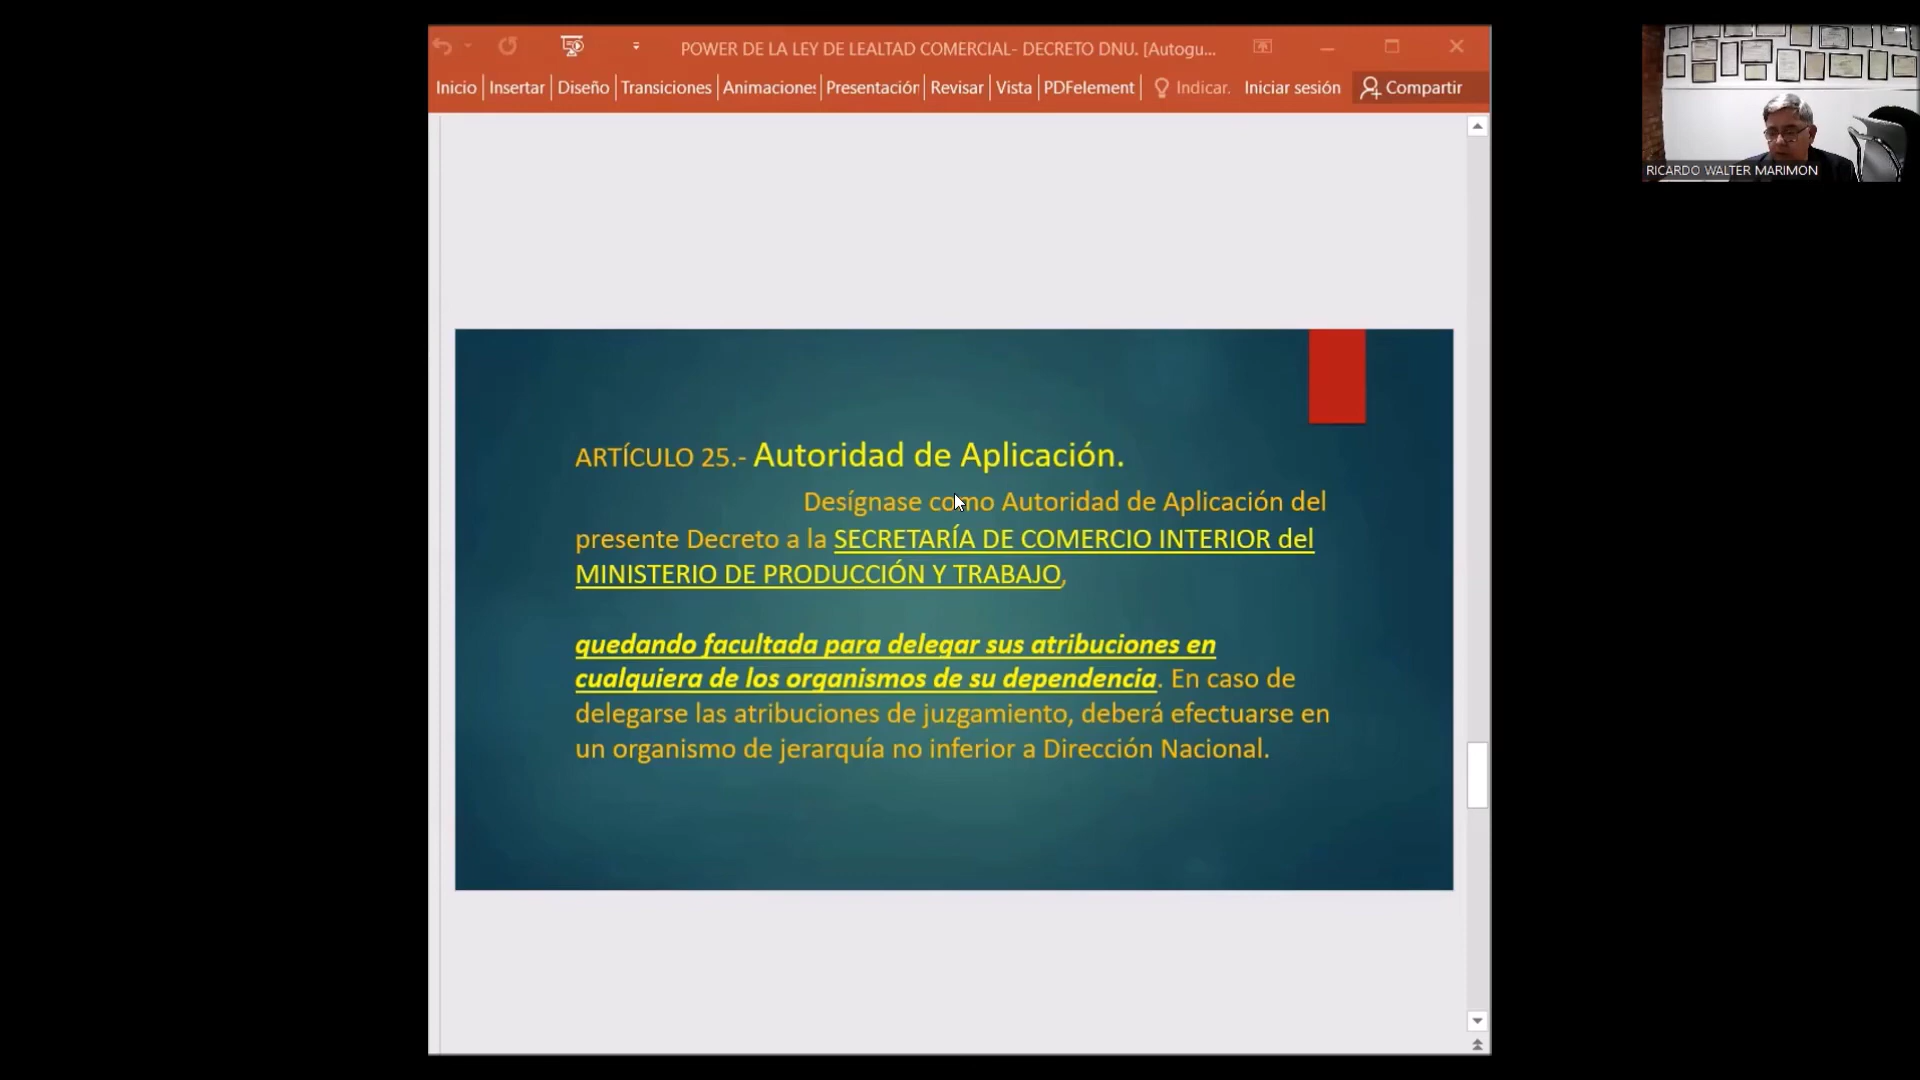 POWER DE LA LEY DE LEALTAD COMERCIAL- DECRETO DNU. [Autogu...
Inicio Insertar Diseño Transiciones Animaciones Presentación Revisar Vista PDFelement Indicar. Iniciar sesión Compartir
RICARDO WALTER MARIMON
ARTÍCULO 25.- Autoridad de Aplicación.
Desígnase como Autoridad de Aplicación del
presente Decreto a la SECRETARÍA DE COMERCIO INTERIOR del
MINISTERIO DE PRODUCCIÓN Y TRABAJO,
quedando facultada para delegar sus atribuciones en
cualquiera de los organismos de su dependencia. En caso de
delegarse las atribuciones de juzgamiento, deberá efectuarse en
un organismo de jerarquía no inferior a Dirección Nacional.